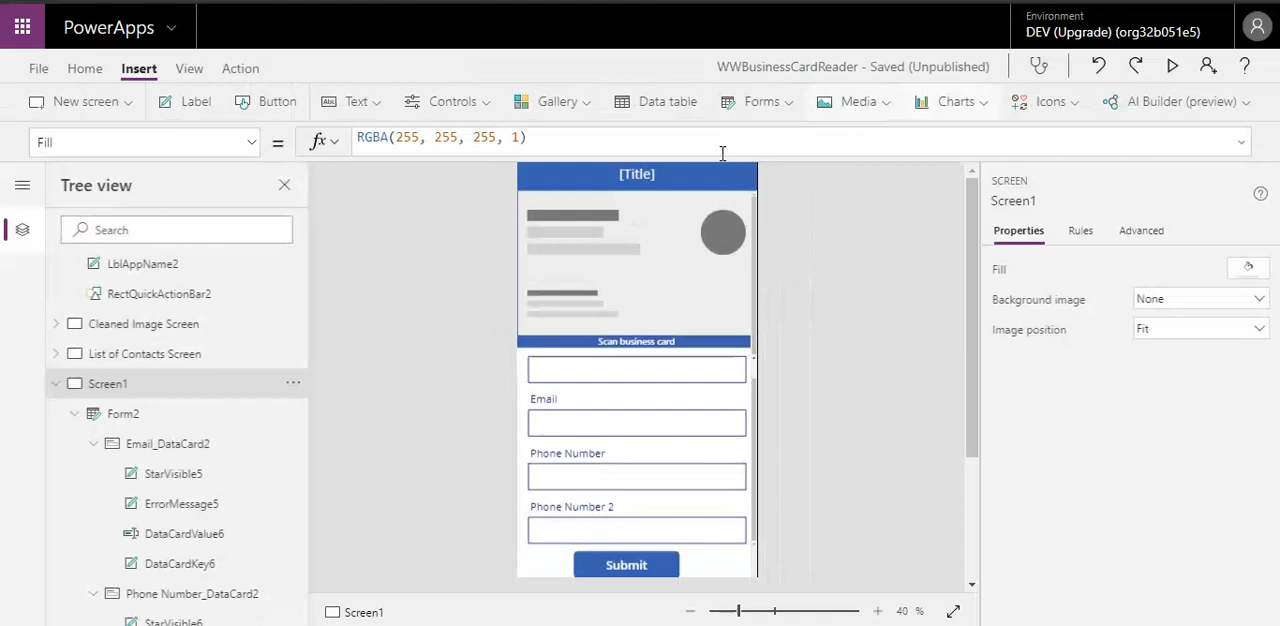 PowerApps
Environment
DEV (Upgrade) (org32b051e5)
File Home Insert View Action
WWBusinessCardReader - Saved (Unpublished)
?
New screen Label Button Abc Text Controls Gallery Data table Forms Media Charts Icons AI Builder (preview)
Fill = fx RGBA(255, 255, 255, 1)
Tree view
Search
LblAppName2
RectQuickActionBar2
Cleaned Image Screen
List of Contacts Screen
Screen1 ...
Form2
Email_DataCard2
StarVisible5
ErrorMessage5
DataCardValue6
DataCardKey6
Phone Number_DataCard2
StarVisible6
[Title]
Scan business card
Email
Phone Number
Phone Number 2
Submit
Screen1
40 %
SCREEN
Screen1
?
Properties Rules Advanced
Fill
Background image None
Image position Fit